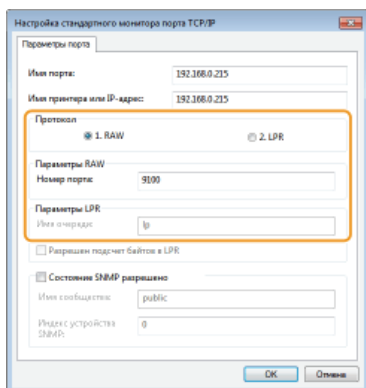 Настройка стандартного монитора порта TCP/IP
Параметры порта
Имя порта: 192.168.0.215
Имя принтера или IP-адрес: 192.168.0.215
Протокол
1. RAW 2. LPR
Параметры RAW
Номер порта: 9100
Параметры LPR
Имя очереди: lp
Разрешен подсчет байтов в LPR
Состояние SNMP разрешено
Имя сообщества: public
Индекс устройства 0
SNMP:
OK Отмена